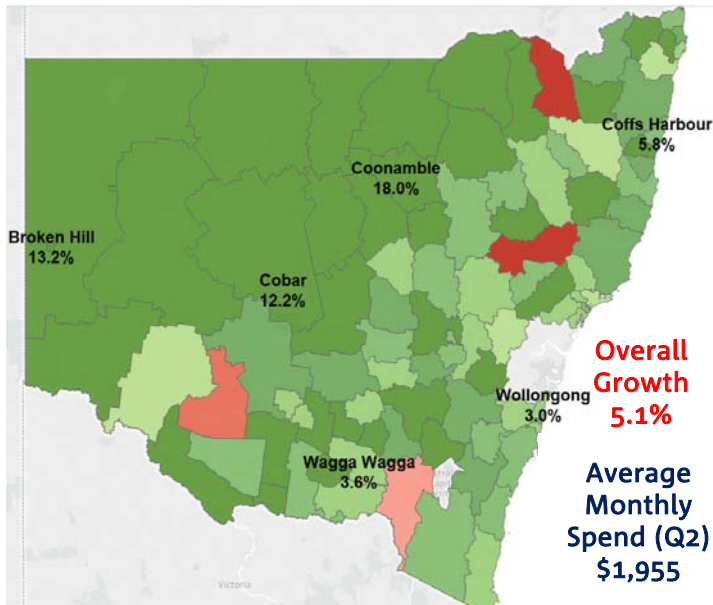 Coffs Harbour
5.8%
Coonamble
18.0%
Broken Hill
13.2%
Cobar
12.2%
Overall
Growth
5.1%
Wollongong
3.0%
Wagga Wagga
3.6%
Average
Monthly
Spend (Q2)
$1,955
Victoria